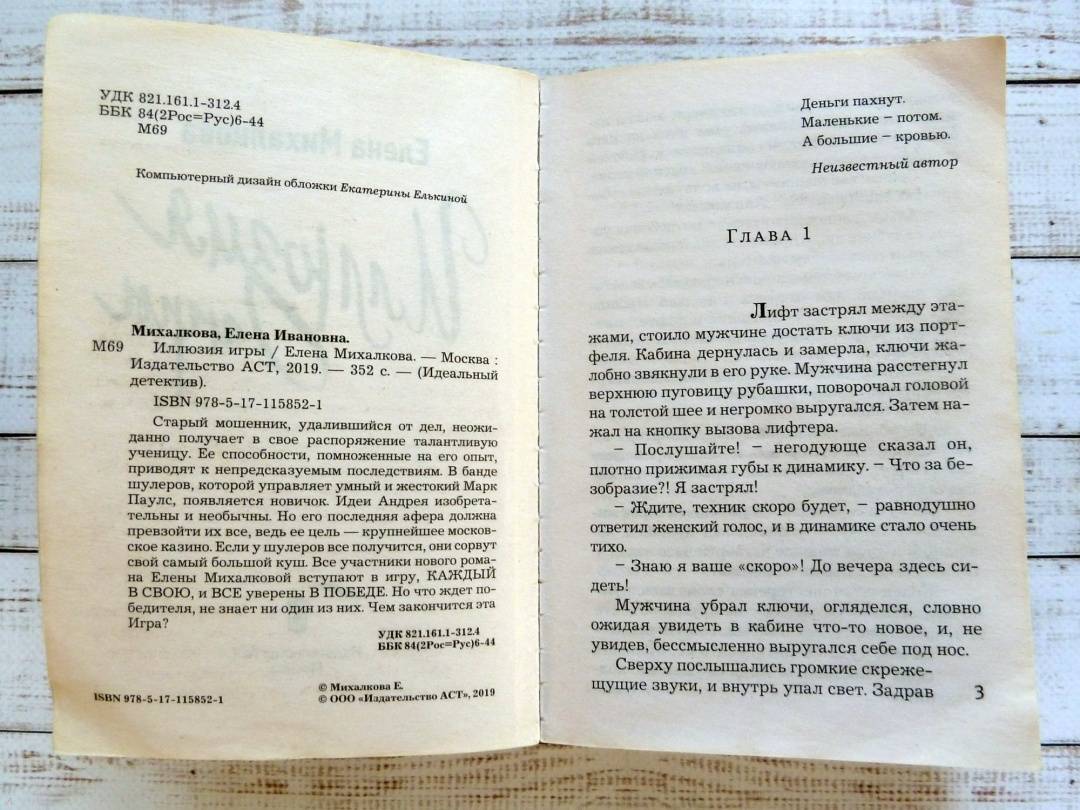 УДК 821.161.1-312.4
ББК 84(2Рос=Рус)6-44
М69
Компьютерный дизайн обложки Екатерины Елькиной
Михалкова, Елена Ивановна.
М69 Иллюзия игры / Елена Михалкова. — Москва :
Издательство АСТ, 2019. — 352 с. — (Идеальный
детектив).
ISBN 978-5-17-115852-1
Старый мошенник, удалившийся от дел, неожи-
данно получает в свое распоряжение талантливую
ученицу. Ее способности, помноженные на его опыт,
приводят к непредсказуемым последствиям. В банде
шулеров, которой управляет умный и жестокий Марк
Паулс, появляется новичок. Идеи Андрея изобрета-
тельны и необычны. Но его последняя афера должна
превзойти их все, ведь ее цель — крупнейшее москов-
ское казино. Если у шулеров все получится, они сорвут
свой самый большой куш. Все участники нового рома-
на Елены Михалковой вступают в игру, КАЖДЫЙ
В СВОЮ, и ВСЕ уверены В ПОБЕДЕ. Но что ждет по-
бедителя, не знает ни один из них. Чем закончится эта
Игра?
УДК 821.161.1-312.4
ББК 84(2Рос=Рус)6-44
© Михалкова Е.
ISBN 978-5-17-115852-1 © ООО «Издательство АСТ», 2019
Деньги пахнут.
Маленькие – потом.
А большие – кровью.
Неизвестный автор
Глава 1
Лифт застрял между эта-
жами, стоило мужчине достать ключи из порт-
феля. Кабина дернулась и замерла, ключи жа-
лобно звякнули в его руке. Мужчина расстегнул
верхнюю пуговицу рубашки, поворочал головой
на толстой шее и негромко выругался. Затем на-
жал на кнопку вызова лифтера.
– Послушайте! – негодующе сказал он,
плотно прижимая губы к динамику. – Что за бе-
зобразие?! Я застрял!
– Ждите, техник скоро будет, – равнодушно
ответил женский голос, и в динамике стало очень
тихо.
– Знаю я ваше «скоро»! До вечера здесь си-
деть!
Мужчина убрал ключи, огляделся, словно
ожидая увидеть в кабине что-то новое, и, не
увидев, бессмысленно выругался себе под нос.
Сверху послышались громкие скреже-
щущие звуки, и внутрь упал свет. Задрав
3